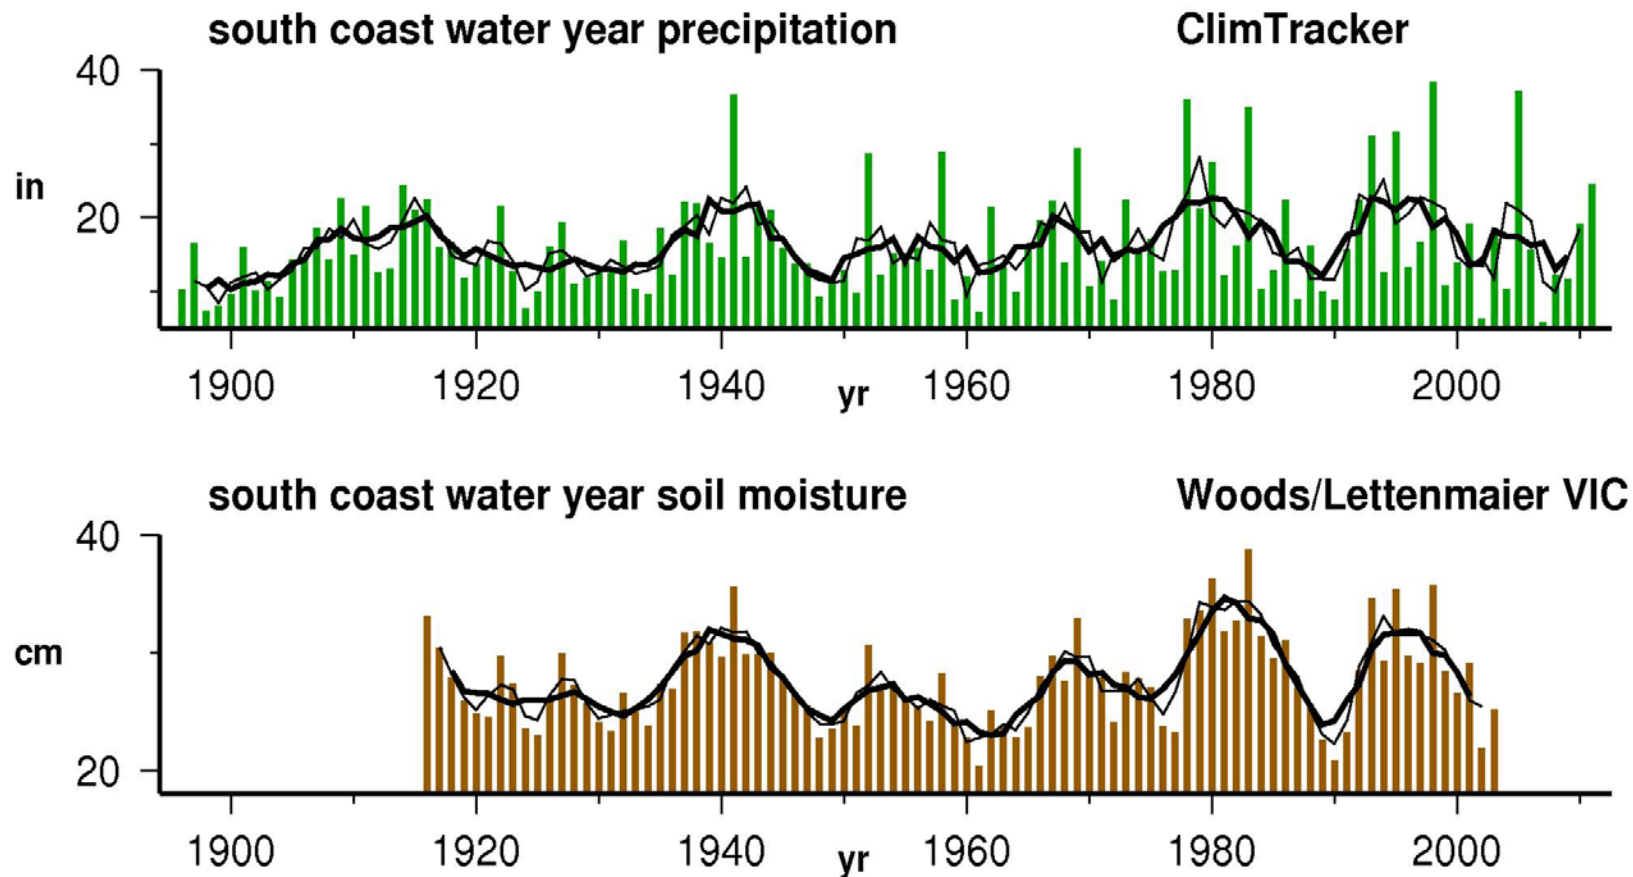 south coast water year precipitation ClimTracker
40
in
20
1900 1920 1940 yr 1960 1980 2000
south coast water year soil moisture Woods/Lettenmaier VIC
40
cm
20
1900 1920 1940 yr 1960 1980 2000